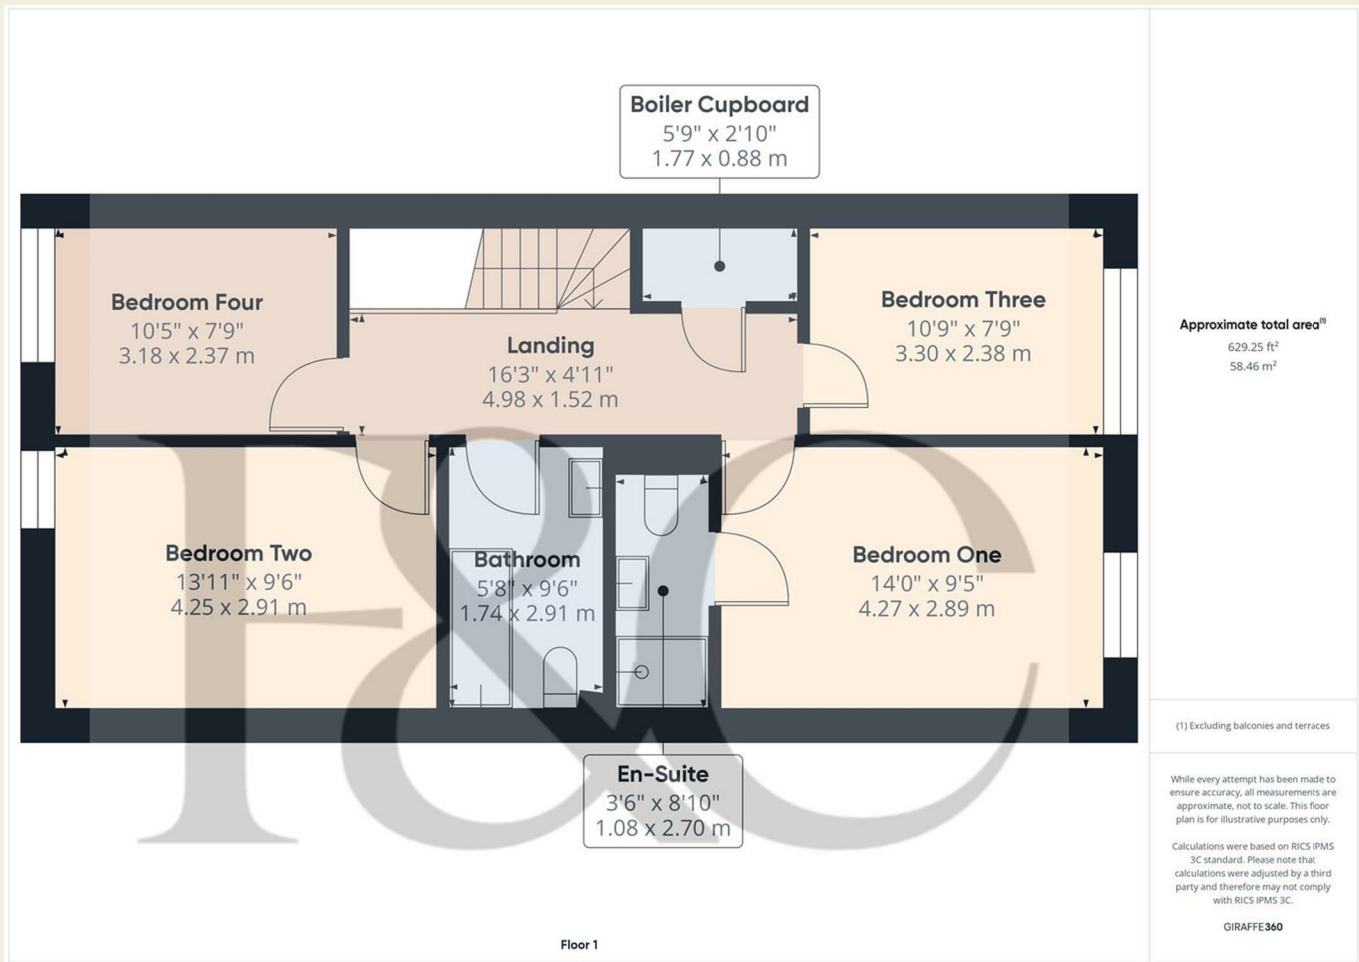 Boiler Cupboard
5'9" x 2'10"
1.77 x 0.88 m
Bedroom Four
10'5" x 7'9"
3.18 x 2.37 m
Landing
16'3" x 4'11"
4.98 x 1.52 m
Bedroom Three
10'9" x 7'9"
3.30 x 2.38 m
Bedroom Two
13'11" x 9'6"
4.25 x 2.91 m
Bathroom
5'8" x 9'6"
1.74 x 2.91 m
Bedroom One
14'0" x 9'5"
4.27 x 2.89 m
En-Suite
3'6" x 8'10"
1.08 x 2.70 m
F&C
Floor 1
Approximate total area(1)
629.25 ft²
58.46 m²
(1) Excluding balconies and terraces
While every attempt has been made to
ensure accuracy, all measurements are
approximate, not to scale. This floor
plan is for illustrative purposes only.
Calculations were based on RICS IPMS
3C standard. Please note that
calculations were adjusted by a third
party and therefore may not comply
with RICS IPMS 3C.
GIRAFFE360